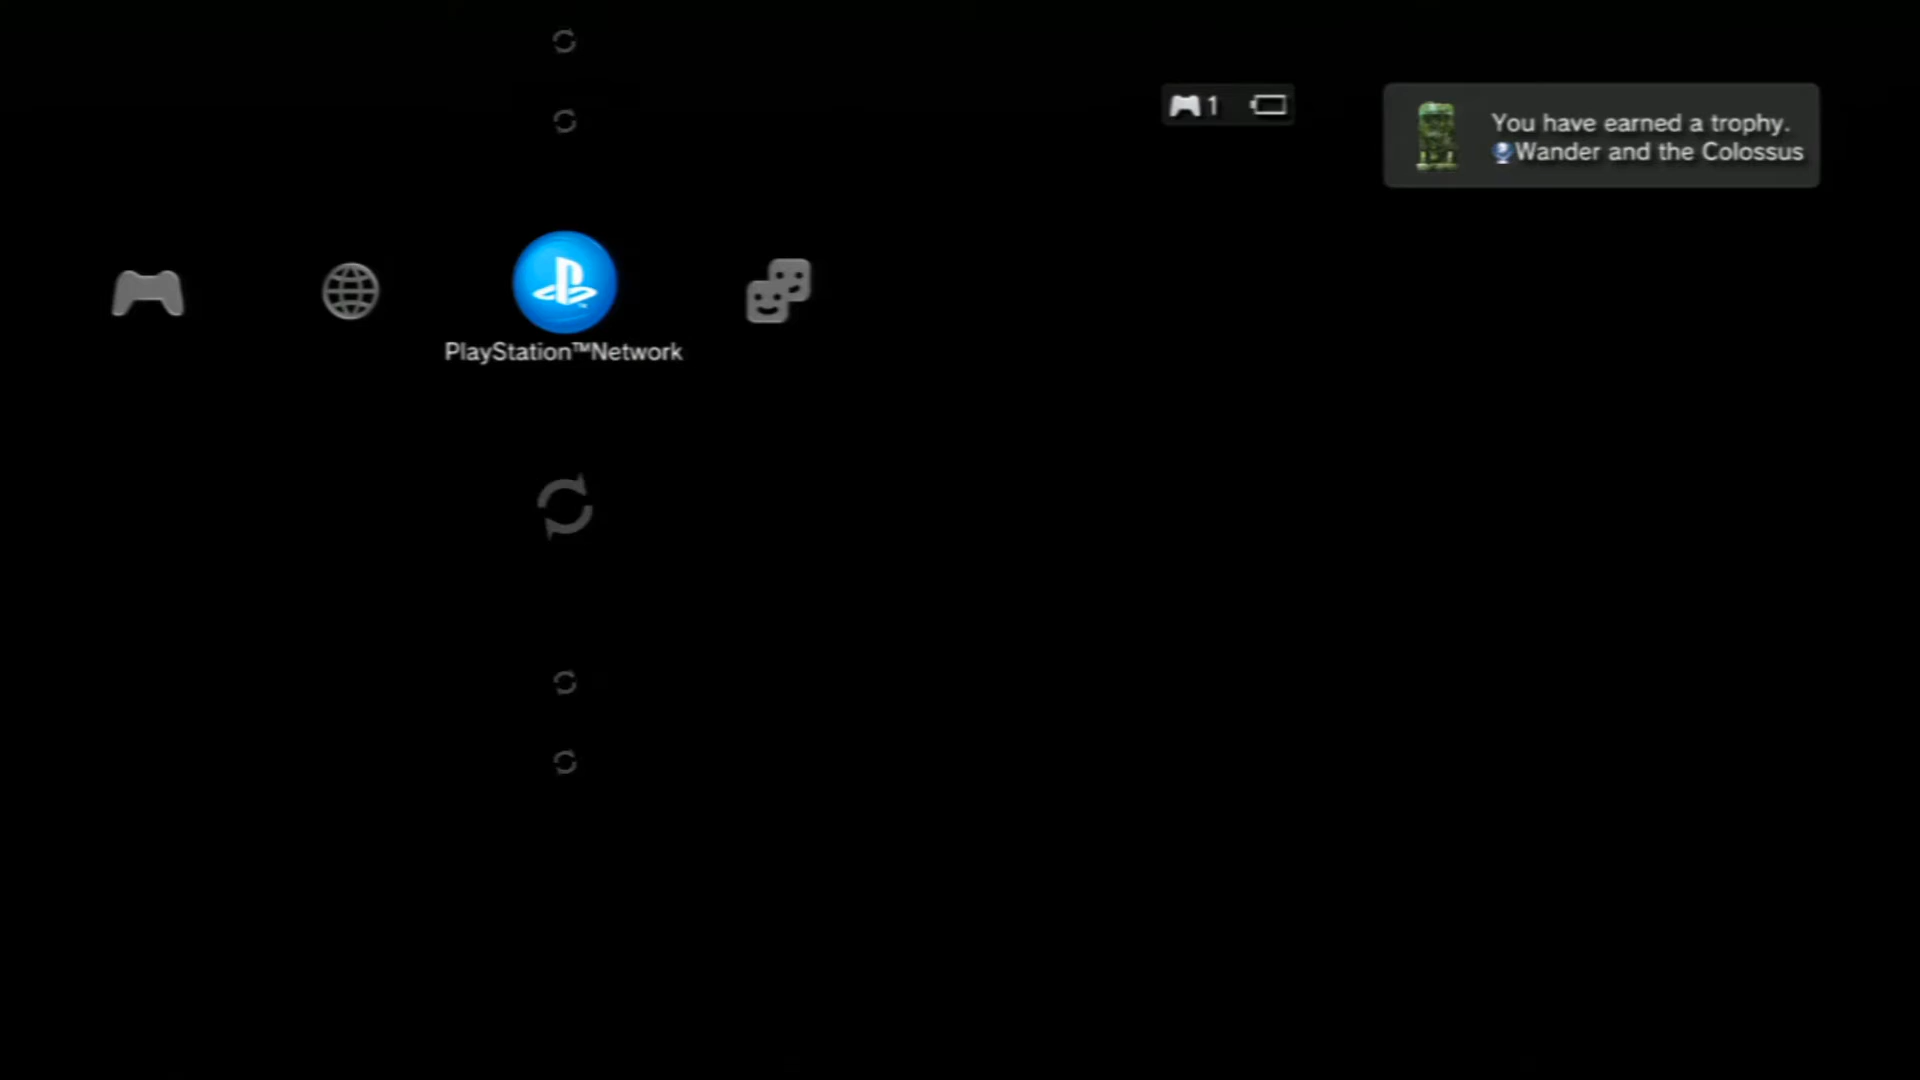 1
You have earned a trophy.
Wander and the Colossus
PlayStation™Network